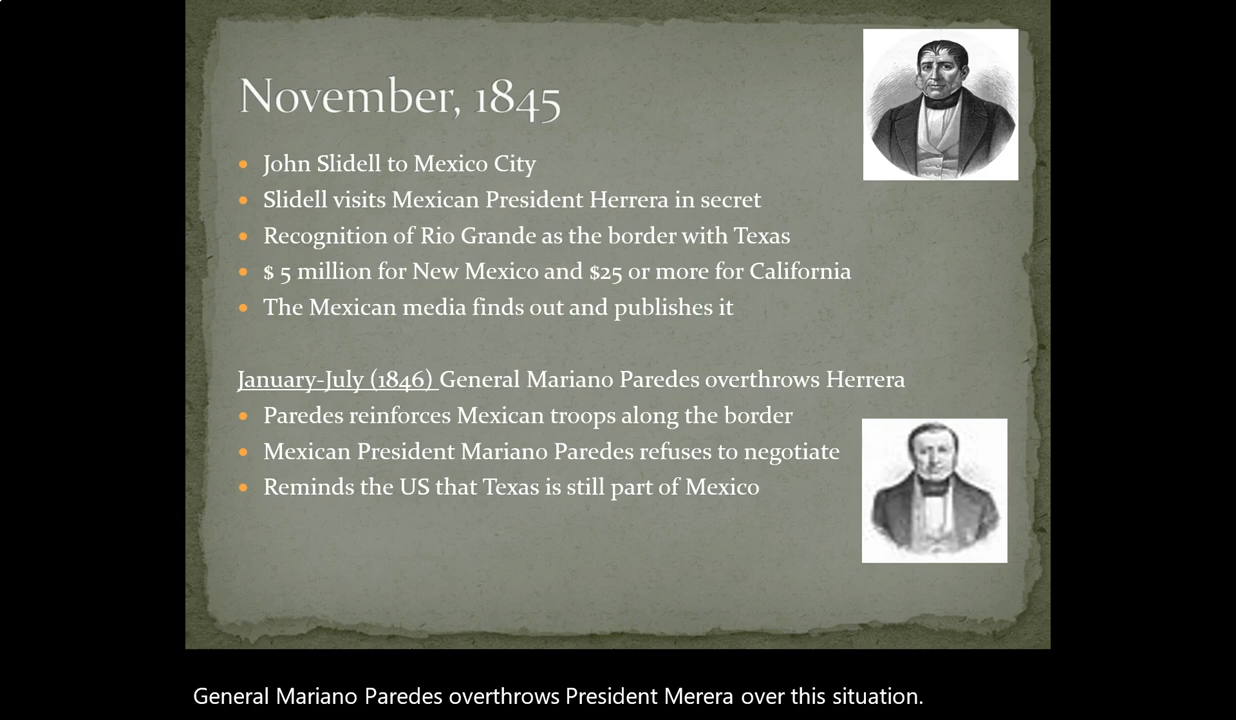 November, 1845
John Slidell to Mexico City
Slidell visits Mexican President Herrera in secret
Recognition of Rio Grande as the border with Texas
$ 5 million for New Mexico and $25 or more for California
The Mexican media finds out and publishes it
January-July (1846) General Mariano Paredes overthrows Herrera
Paredes reinforces Mexican troops along the border
Mexican President Mariano Paredes refuses to negotiate
Reminds the US that Texas is still part of Mexico
General Mariano Paredes overthrows President Merera over this situation.